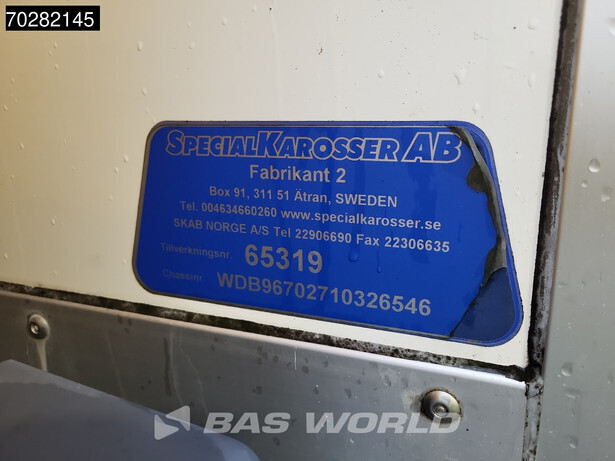 70282145
SPECIALKAROSSER AB
Fabrikant 2
Box 91, 311 51 Ätran, SWEDEN
Tel. 004634660260 www.specialkarosser.se
SKAB NORGE A/S Tel 22906690 Fax 22306635
Tillverkningsnr. 65319
Chassinr. WDB96702710326546
BAS WORLD